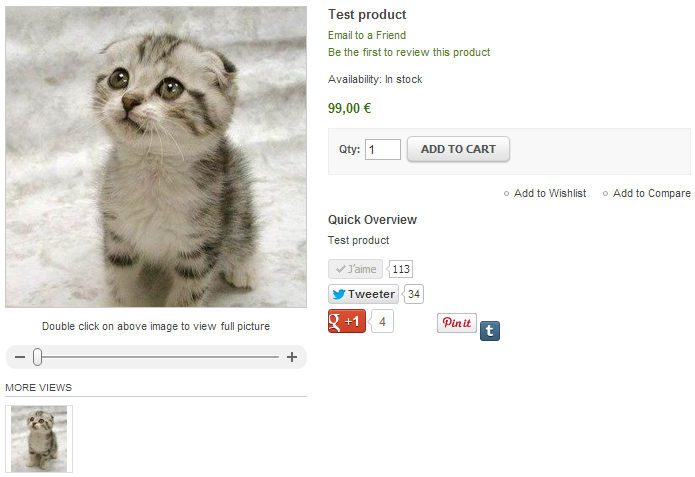 Test product
Email to a Friend
Be the first to review this product
Availability: In stock
99,00 €
Qty: 1 ADD TO CART
Add to Wishlist Add to Compare
Quick Overview
Test product
J'aime 113
Tweeter 34
g +1 4
Pin it t
Double click on above image to view full picture
MORE VIEWS